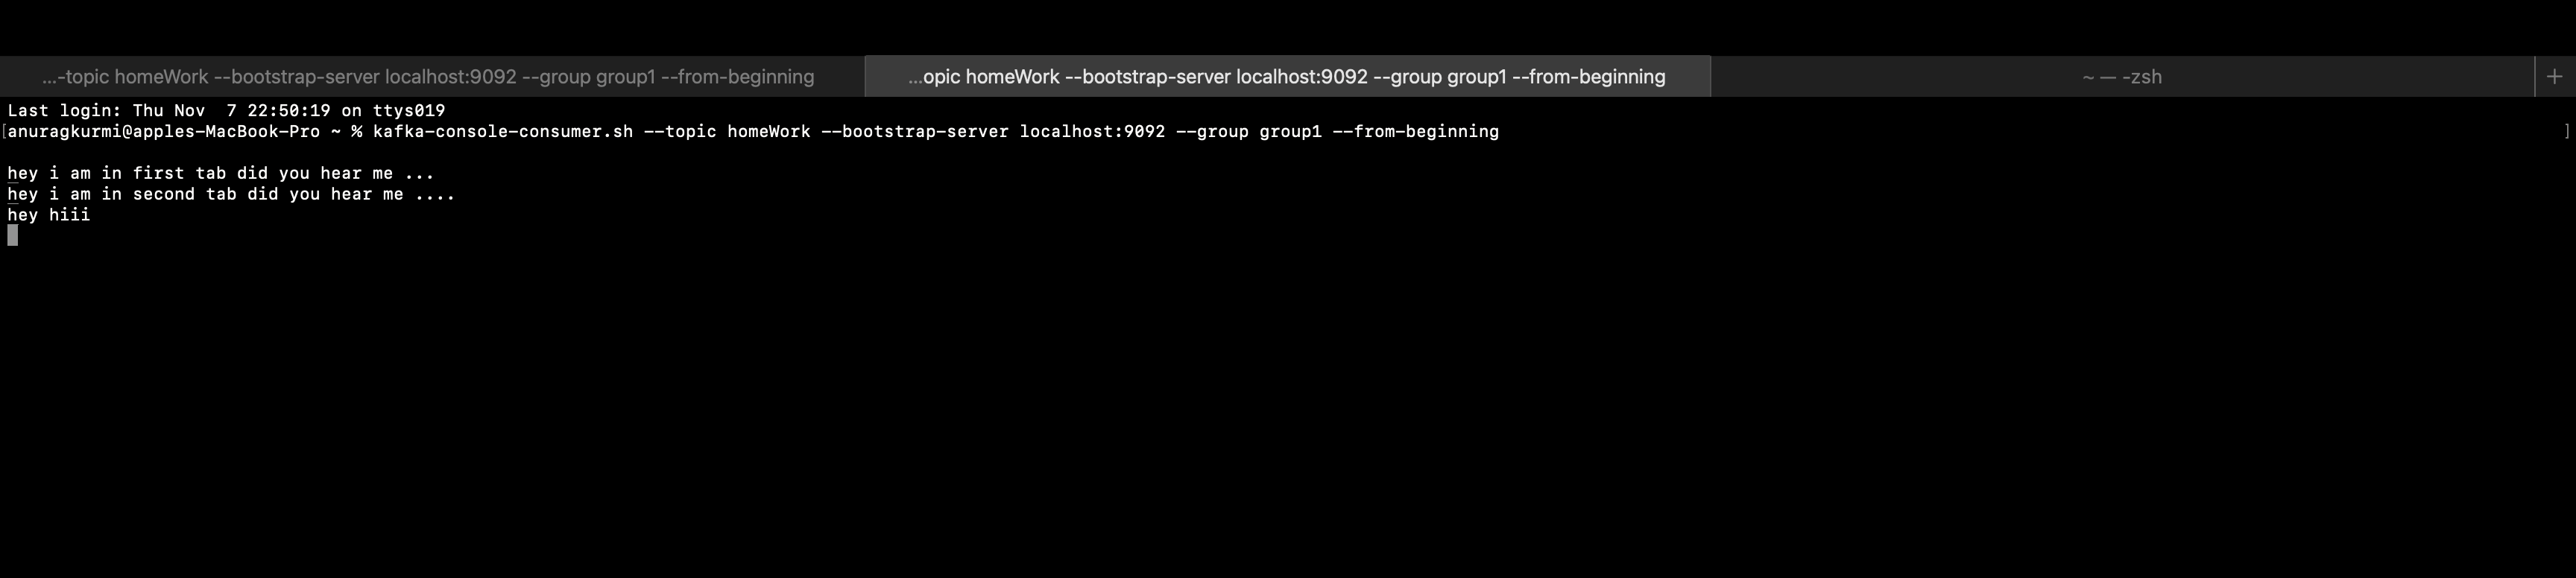 ...-topic homeWork --bootstrap-server localhost:9092 --group group1 --from-beginning
...opic homeWork --bootstrap-server localhost:9092 --group group1 --from-beginning
~ — -zsh
+
Last login: Thu Nov  7 22:50:19 on ttys019
[anuragkurmi@apples-MacBook-Pro ~ % kafka-console-consumer.sh --topic homeWork --bootstrap-server localhost:9092 --group group1 --from-beginning ]
hey i am in first tab did you hear me ...
hey i am in second tab did you hear me ....
hey hiii